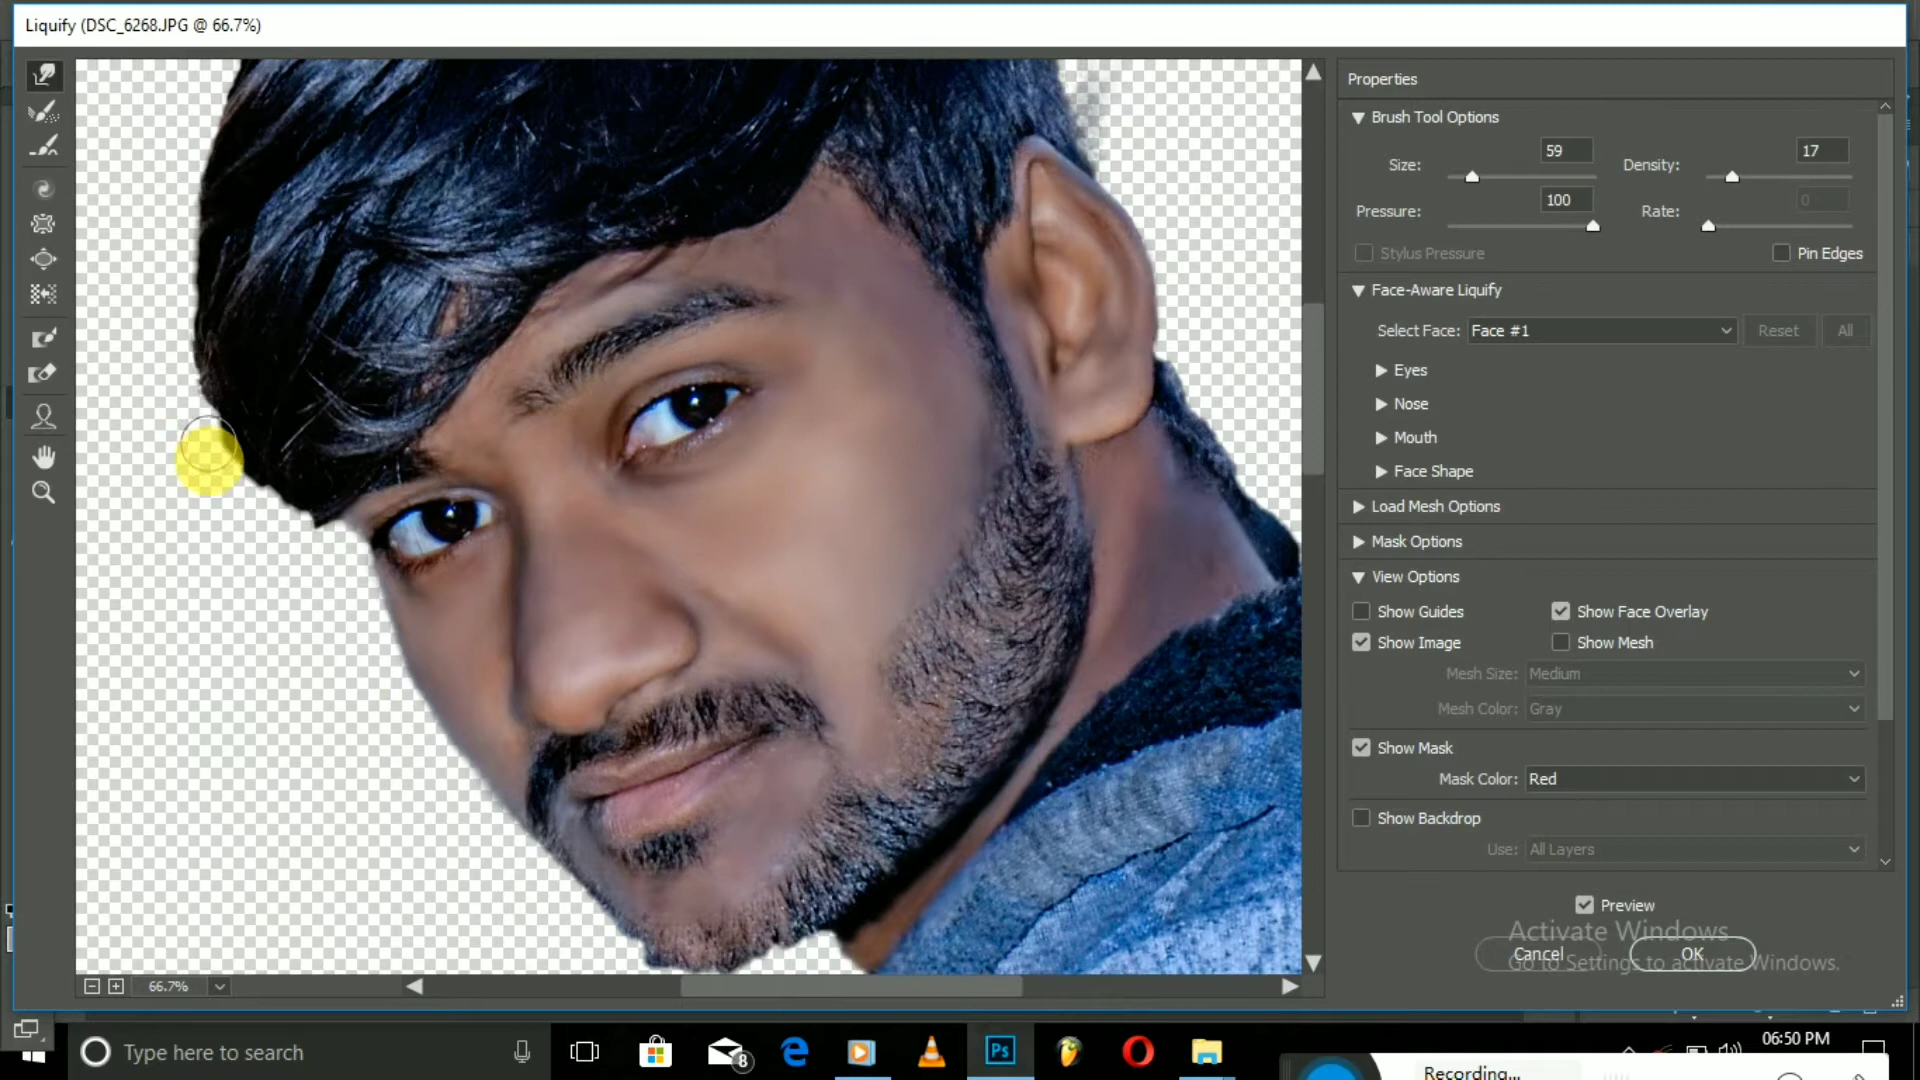 Liquify (DSC_6268.JPG @ 66.7%)
Properties
Brush Tool Options
Size: 59 Density: 17
Pressure: 100 Rate: 0
Stylus Pressure Pin Edges
Face-Aware Liquify
Select Face: Face #1 Reset All
Eyes
Nose
Mouth
Face Shape
Load Mesh Options
Mask Options
View Options
Show Guides Show Face Overlay
Show Image Show Mesh
Mesh Size: Medium
Mesh Color: Gray
Show Mask
Mask Color: Red
Show Backdrop
Use: All Layers
Preview
Activate Windows
Cancel OK
Go to Settings to activate Windows.
66.7%
Type here to search
8
Ps
06:50 PM
Recording...